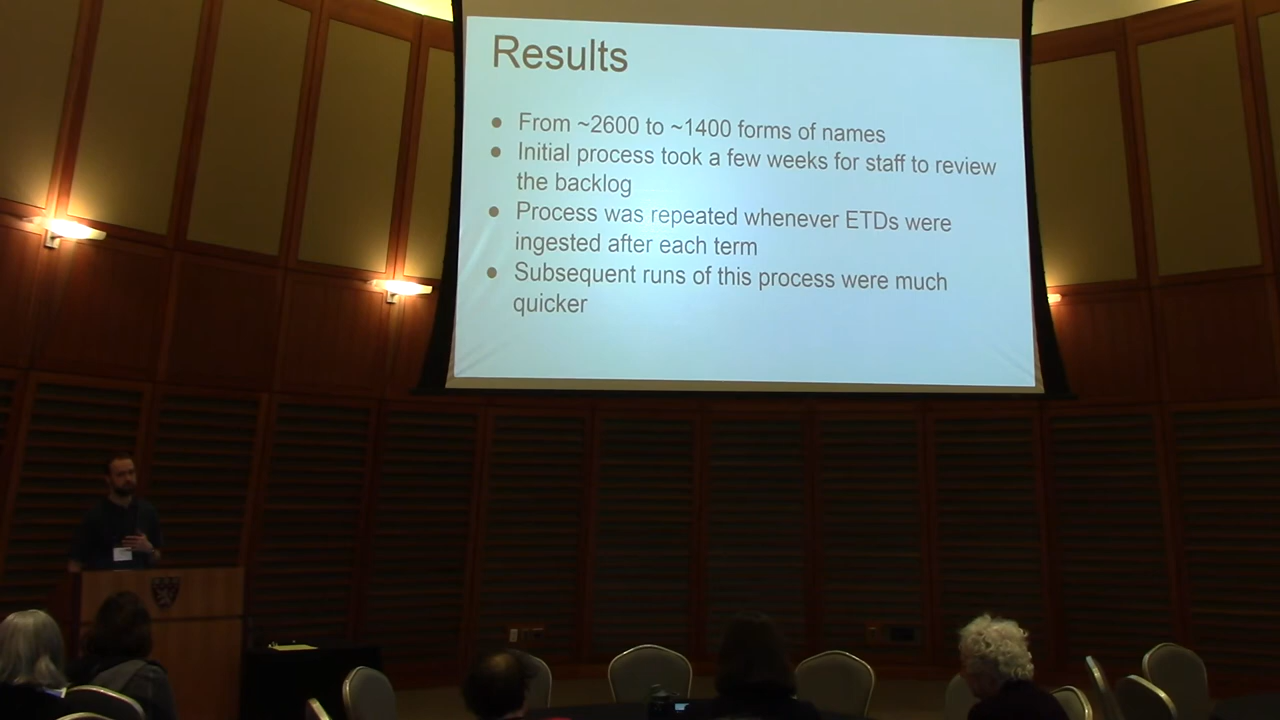 Results
● From ~2600 to ~1400 forms of names
● Initial process took a few weeks for staff to review
the backlog
● Process was repeated whenever ETDs were
ingested after each term
● Subsequent runs of this process were much
quicker